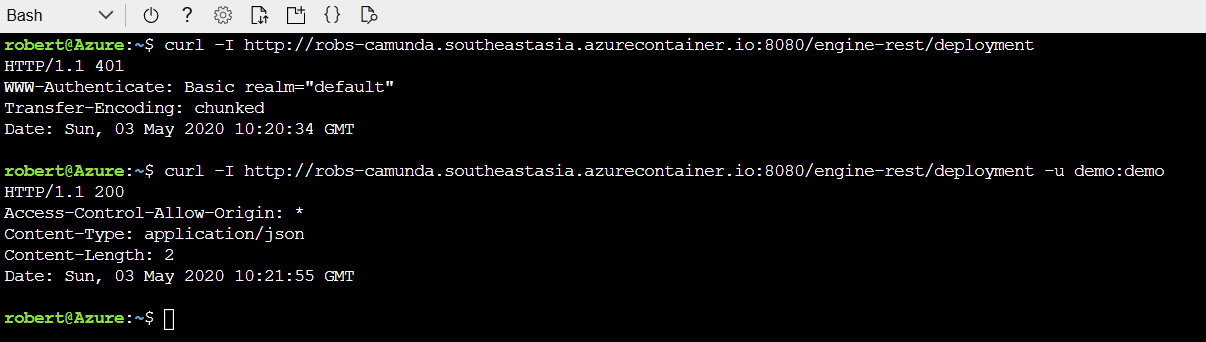 Bash
?
{}
robert@Azure:~$ curl -I http://robs-camunda.southeastasia.azurecontainer.io:8080/engine-rest/deployment
HTTP/1.1 401
WWW-Authenticate: Basic realm="default"
Transfer-Encoding: chunked
Date: Sun, 03 May 2020 10:20:34 GMT
robert@Azure:~$ curl -I http://robs-camunda.southeastasia.azurecontainer.io:8080/engine-rest/deployment -u demo:demo
HTTP/1.1 200
Access-Control-Allow-Origin: *
Content-Type: application/json
Content-Length: 2
Date: Sun, 03 May 2020 10:21:55 GMT
robert@Azure:~$